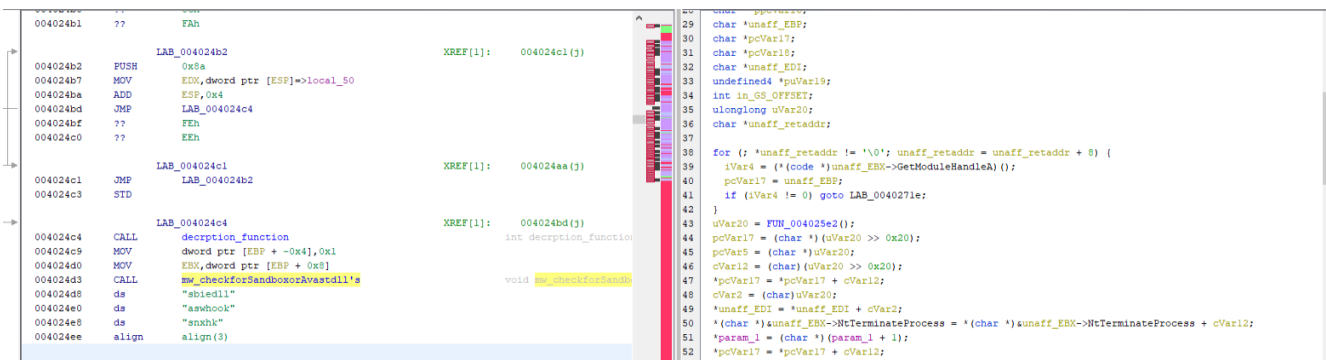 004024b1 ?? FAh
LAB_004024b2 XREF[1]: 004024c1(j)
004024b2 PUSH 0x8a
004024b7 MOV EDX,dword ptr [ESP]=>local_50
004024ba ADD ESP,0x4
004024bd JMP LAB_004024c4
004024bf ?? FEh
004024c0 ?? EEh
LAB_004024c1 XREF[1]: 004024aa(j)
004024c1 JMP LAB_004024b2
004024c3 STD
LAB_004024c4 XREF[1]: 004024bd(j)
004024c4 CALL decrption_function int decrption_function
004024c9 MOV dword ptr [EBP + -0x4],0x1
004024d0 MOV EBX,dword ptr [EBP + 0x8]
004024d3 CALL mw_checkforSandboxorAvastdll's void mw_checkforSandb
004024d8 ds "sbiedll"
004024e0 ds "aswhook"
004024e8 ds "snxhk"
004024ee align align(3)
29 char *unaff_EBP;
30 char *pcVar17;
31 char *pcVar18;
32 char *unaff_EDI;
33 undefined4 *puVar19;
34 int in_GS_OFFSET;
35 ulonglong uVar20;
36 char *unaff_retaddr;
37
38 for (; *unaff_retaddr != '\0'; unaff_retaddr = unaff_retaddr + 8) {
39 iVar4 = (*(code *)unaff_EBX->GetModuleHandleA)();
40 pcVar17 = unaff_EBP;
41 if (iVar4 != 0) goto LAB_0040271e;
42 }
43 uVar20 = FUN_004025e2();
44 pcVar17 = (char *)(uVar20 >> 0x20);
45 pcVar5 = (char *)uVar20;
46 cVar12 = (char)(uVar20 >> 0x20);
47 *pcVar17 = *pcVar17 + cVar12;
48 cVar2 = (char)uVar20;
49 *unaff_EDI = *unaff_EDI + cVar2;
50 *(char *)&unaff_EBX->NtTerminateProcess = *(char *)&unaff_EBX->NtTerminateProcess + cVar12;
51 *param_1 = (char *)(param_1 + 1);
52 *pcVar17 = *pcVar17 + cVar12;